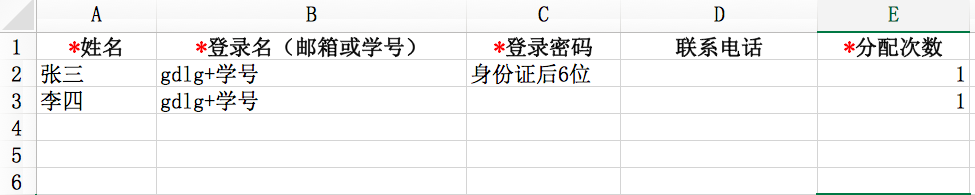 A B C D E
1 *姓名 *登录名（邮箱或学号） *登录密码 联系电话 *分配次数
2 张三 gdlg+学号 身份证后6位 1
3 李四 gdlg+学号 1
4
5
6